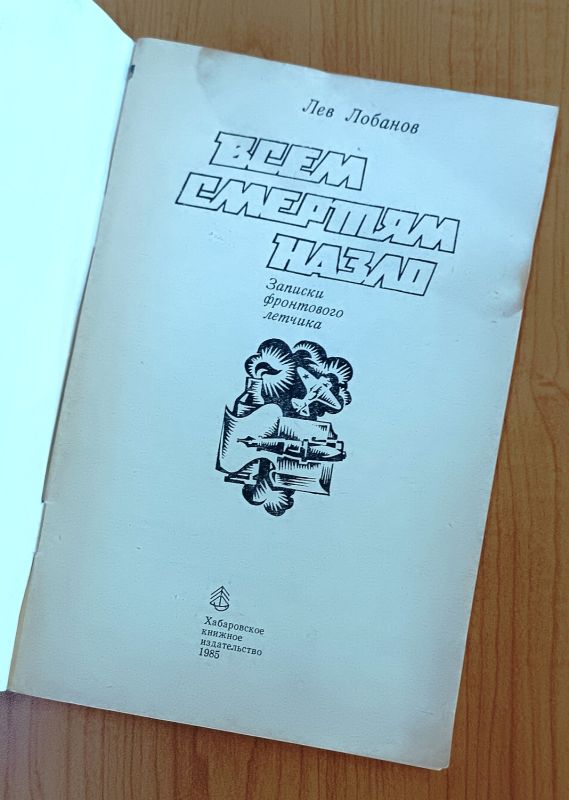 Лев Лобанов
ВСЕМ
СМЕРТЯМ
НАЗЛО
Записки
фронтового
летчика
Хабаровское
книжное
издательство
1985